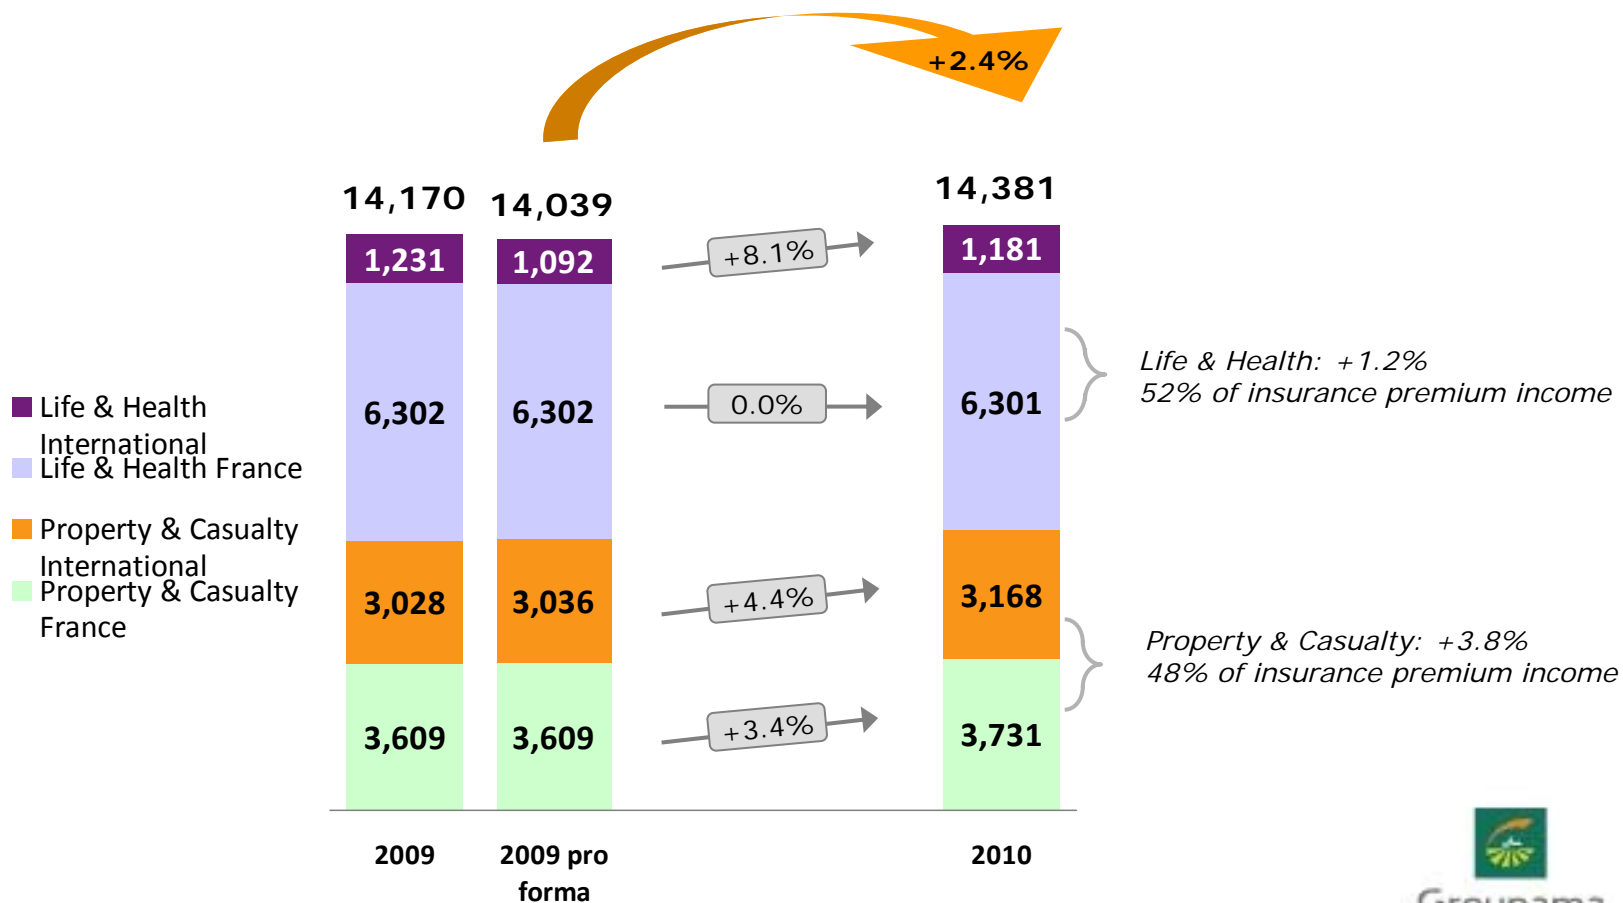 +2.4%
14,170
14,039
14,381
1,231
1,092
+8.1%
1,181
6,302
6,302
0.0%
6,301
Life & Health: +1.2%
52% of insurance premium income
Life & Health
International
Life & Health France
Property & Casualty
International
Property & Casualty
France
3,028
3,036
+4.4%
3,168
Property & Casualty: +3.8%
48% of insurance premium income
3,609
3,609
+3.4%
3,731
2009
2009 pro
forma
2010
Groupama